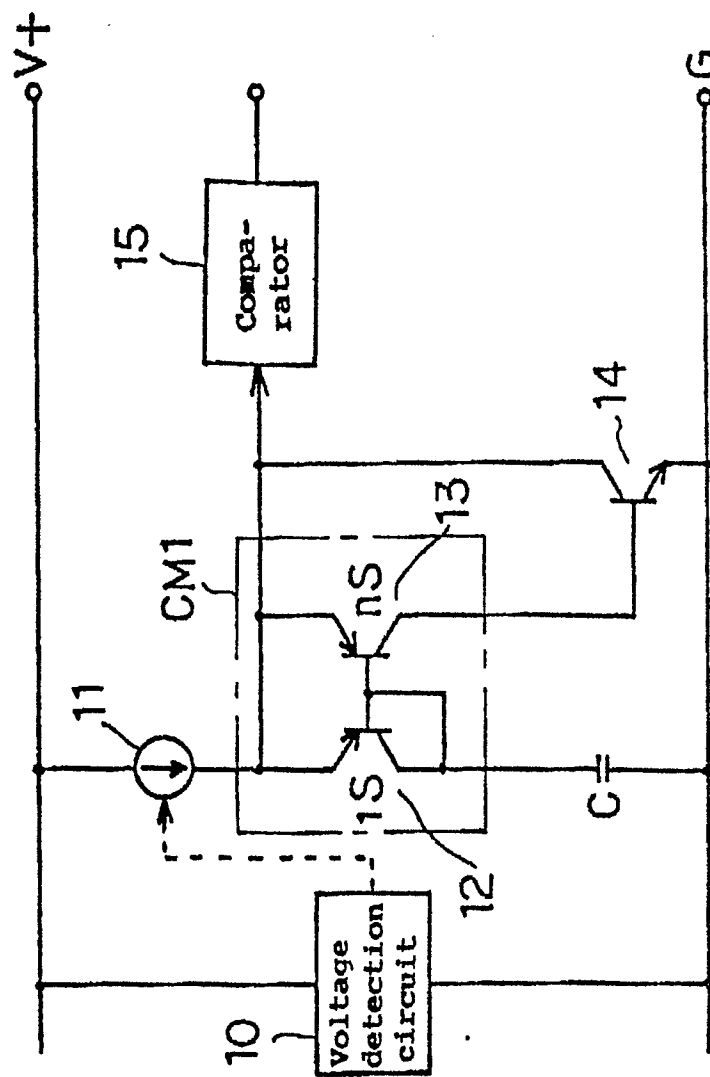 V+
11
CM1
15
Compa-
rator
10
Voltage
detection
circuit
1S
nS
12
13
14
C
G